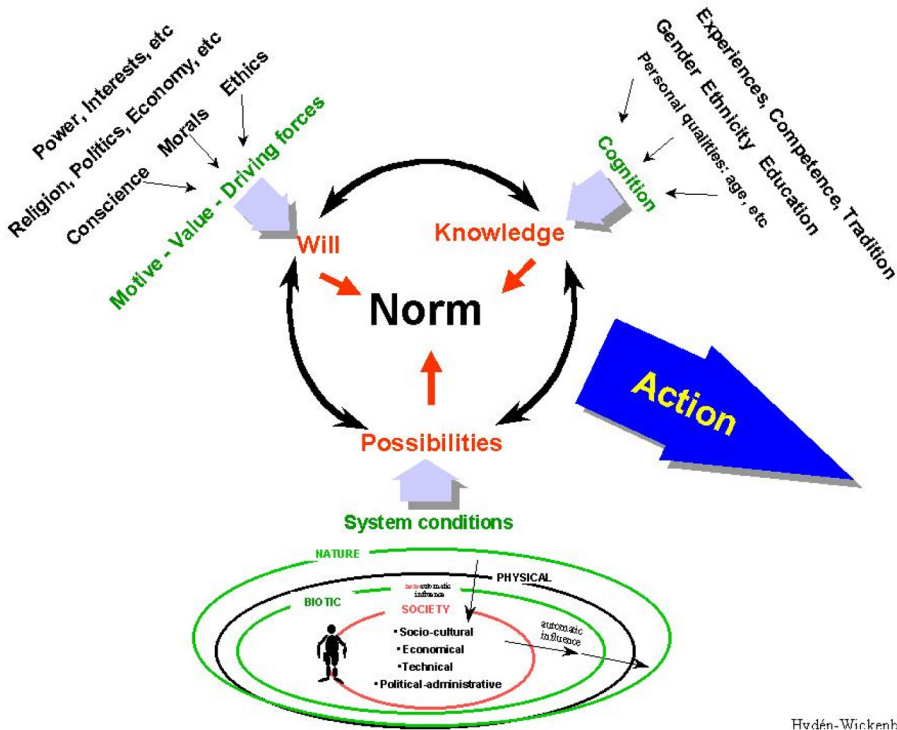 Power, Interests, etc
Religion, Politics, Economy, etc
Conscience Morals Ethics
Motive - Value - Driving forces
Experiences, Competence, Tradition
Gender Ethnicity Education
Personal qualities: age, etc
Cognition
Will
Knowledge
Norm
Action
Possibilities
System conditions
NATURE
PHYSICAL
non-automatic
influence
BIOTIC
SOCIETY
automatic
influence
• Socio-cultural
• Economical
• Technical
• Political-administrative
Hydén-Wickenb